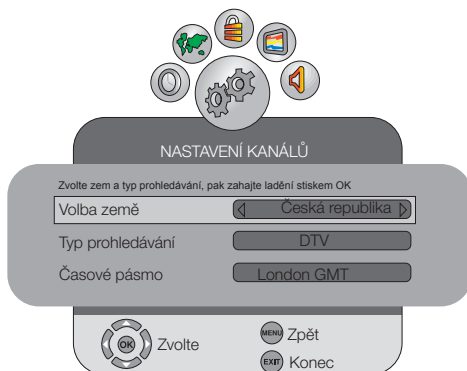 NASTAVENÍ KANÁLŮ
Zvolte zem a typ prohledávání, pak zahajte ladění stiskem OK
Volba země Česká republika
Typ prohledávání DTV
Časové pásmo London GMT
OK Zvolte MENU Zpět
EXIT Konec